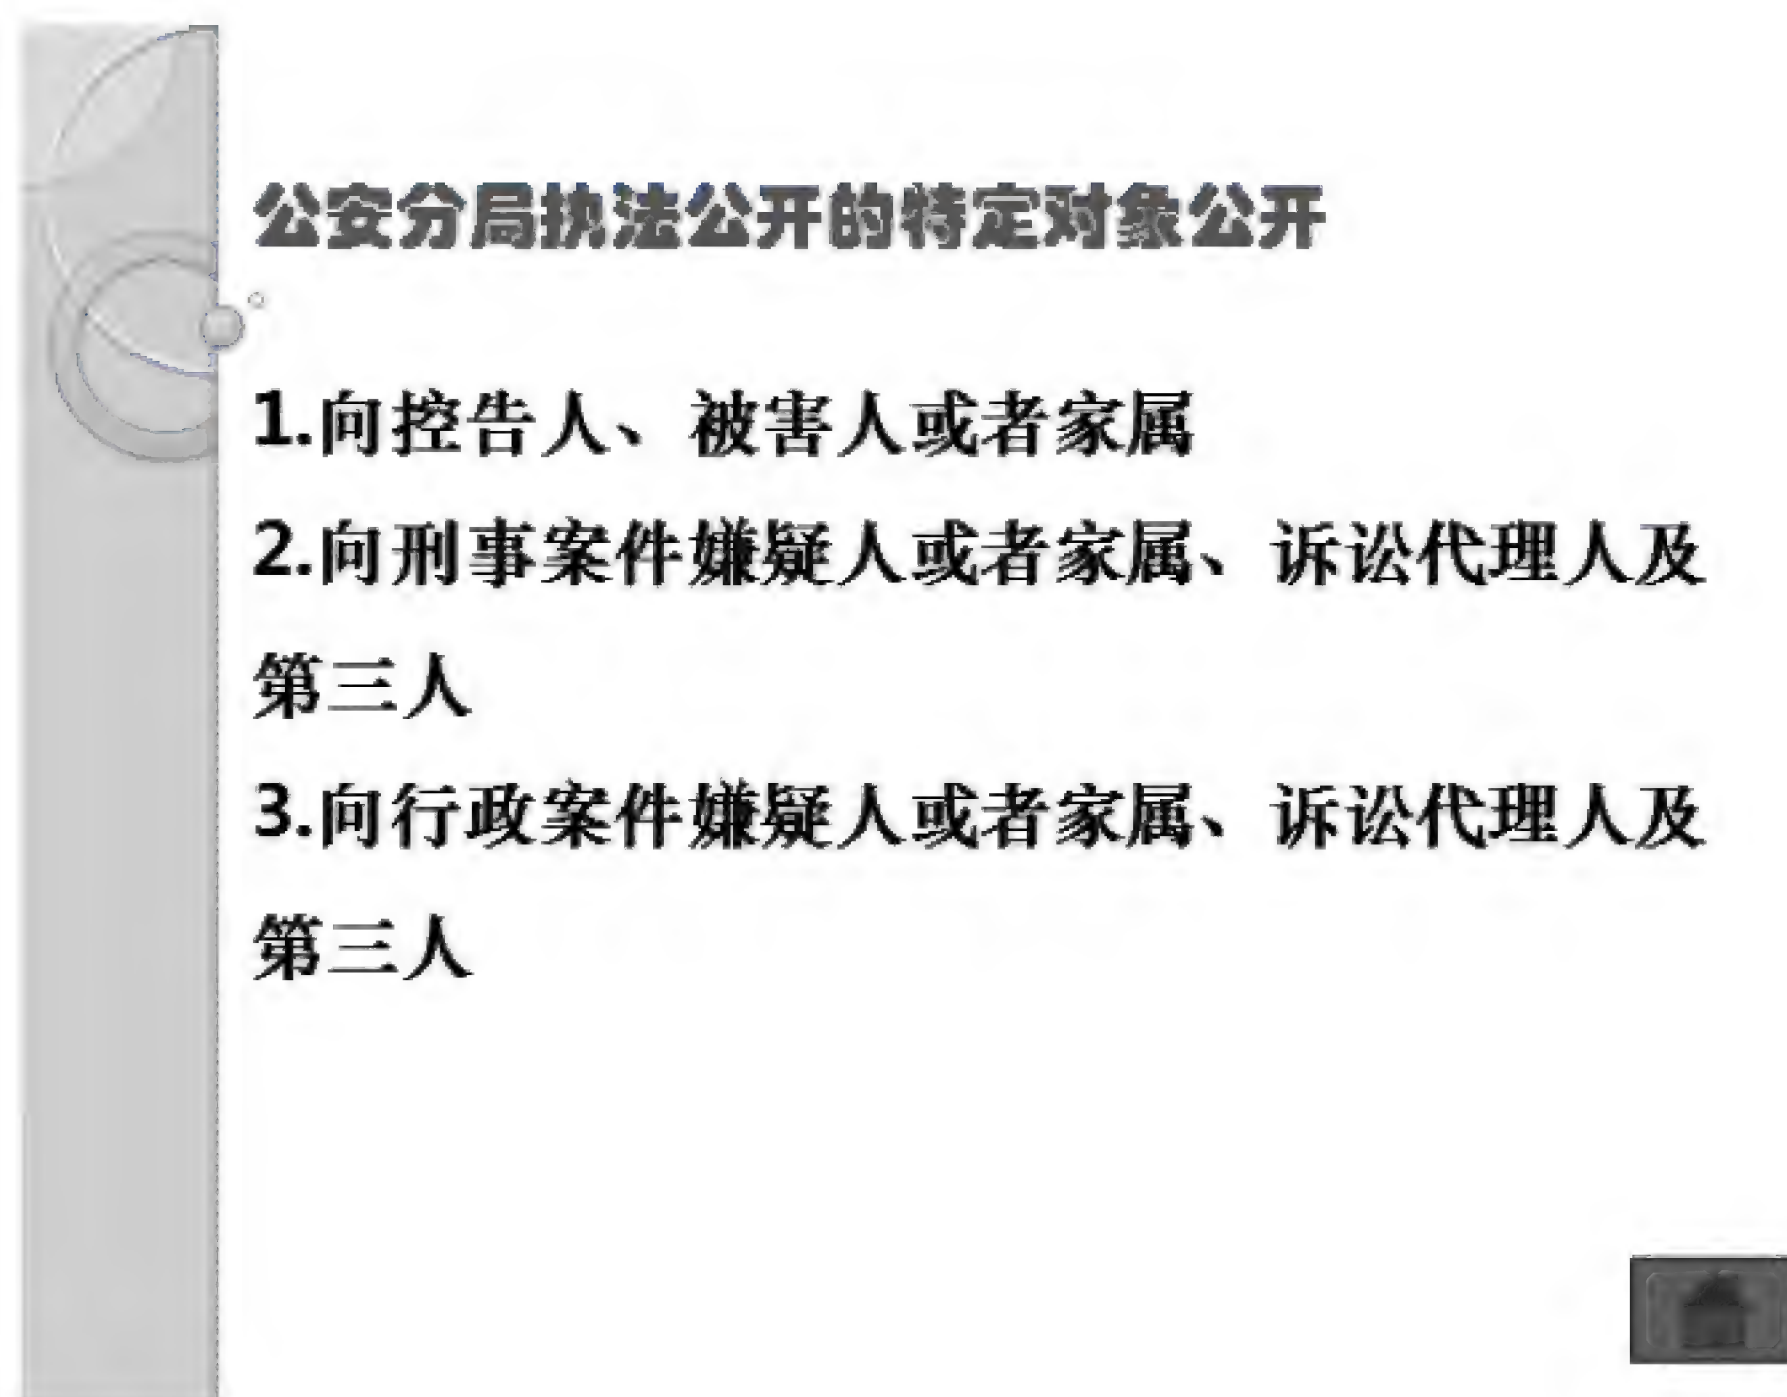 公安分局执法公开的特定对象公开
1.向控告人、被害人或者家属
2.向刑事案件嫌疑人或者家属、诉讼代理人及
第三人
3.向行政案件嫌疑人或者家属、诉讼代理人及
第三人